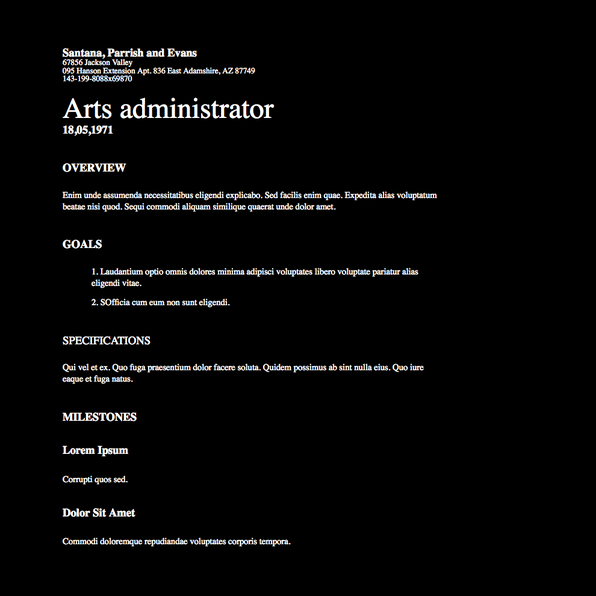 Santana, Parrish and Evans
67856 Jackson Valley
095 Hanson Extension Apt. 836 East Adamshire, AZ 87749
143-199-8088x69870
Arts administrator
18,05,1971
OVERVIEW
Enim unde assumenda necessitatibus eligendi explicabo. Sed facilis enim quae. Expedita alias voluptatum
beatae nisi quod. Sequi commodi aliquam similique quaerat unde dolor amet.
GOALS
1. Laudantium optio omnis dolores minima adipisci voluptates libero voluptate pariatur alias
eligendi vitae.
2. SOfficia cum eum non sunt eligendi.
SPECIFICATIONS
Qui vel et ex. Quo fuga praesentium dolor facere soluta. Quidem possimus ab sint nulla eius. Quo iure
eaque et fuga natus.
MILESTONES
Lorem Ipsum
Corrupti quos sed.
Dolor Sit Amet
Commodi doloremque repudiandae voluptates corporis tempora.